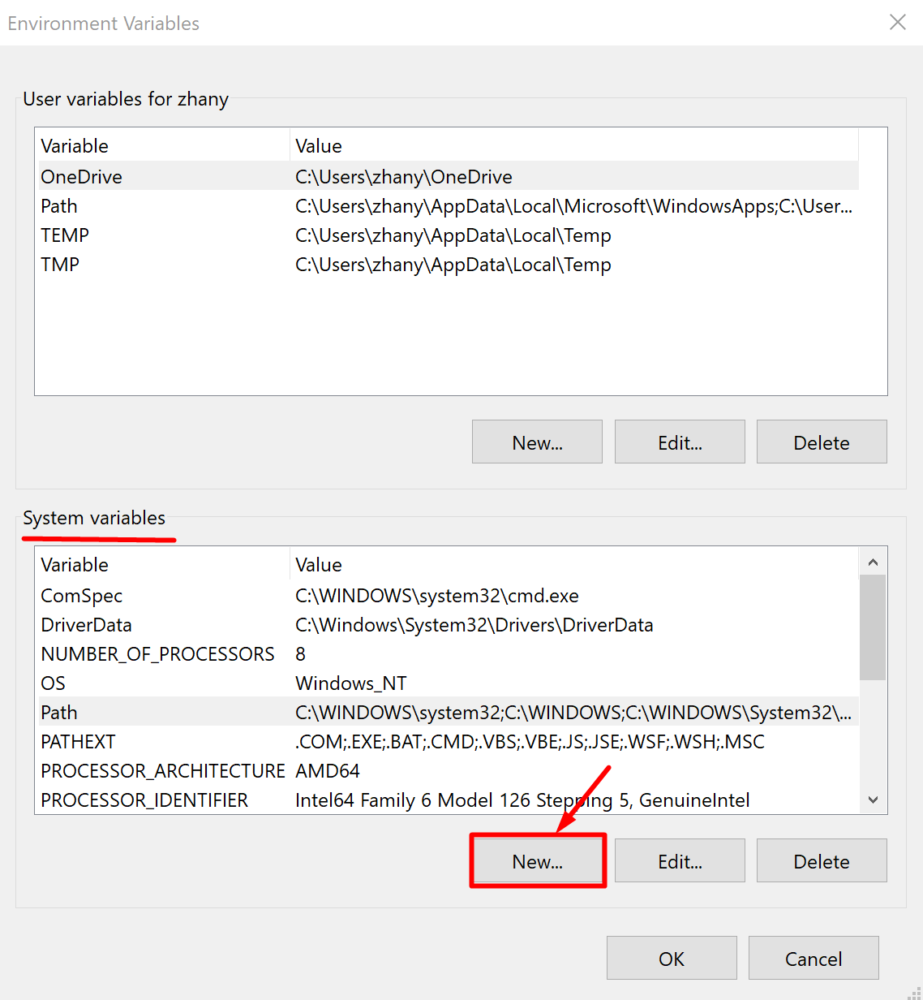 Environment Variables
User variables for zhany
Variable Value
OneDrive C:\Users\zhany\OneDrive
Path C:\Users\zhany\AppData\Local\Microsoft\WindowsApps;C:\User...
TEMP C:\Users\zhany\AppData\Local\Temp
TMP C:\Users\zhany\AppData\Local\Temp
New... Edit... Delete
System variables
Variable Value
ComSpec C:\WINDOWS\system32\cmd.exe
DriverData C:\Windows\System32\Drivers\DriverData
NUMBER_OF_PROCESSORS 8
OS Windows_NT
Path C:\WINDOWS\system32;C:\WINDOWS;C:\WINDOWS\System32\...
PATHEXT .COM;.EXE;.BAT;.CMD;.VBS;.VBE;.JS;.JSE;.WSF;.WSH;.MSC
PROCESSOR_ARCHITECTURE AMD64
PROCESSOR_IDENTIFIER Intel64 Family 6 Model 126 Stepping 5, GenuineIntel
New... Edit... Delete
OK Cancel